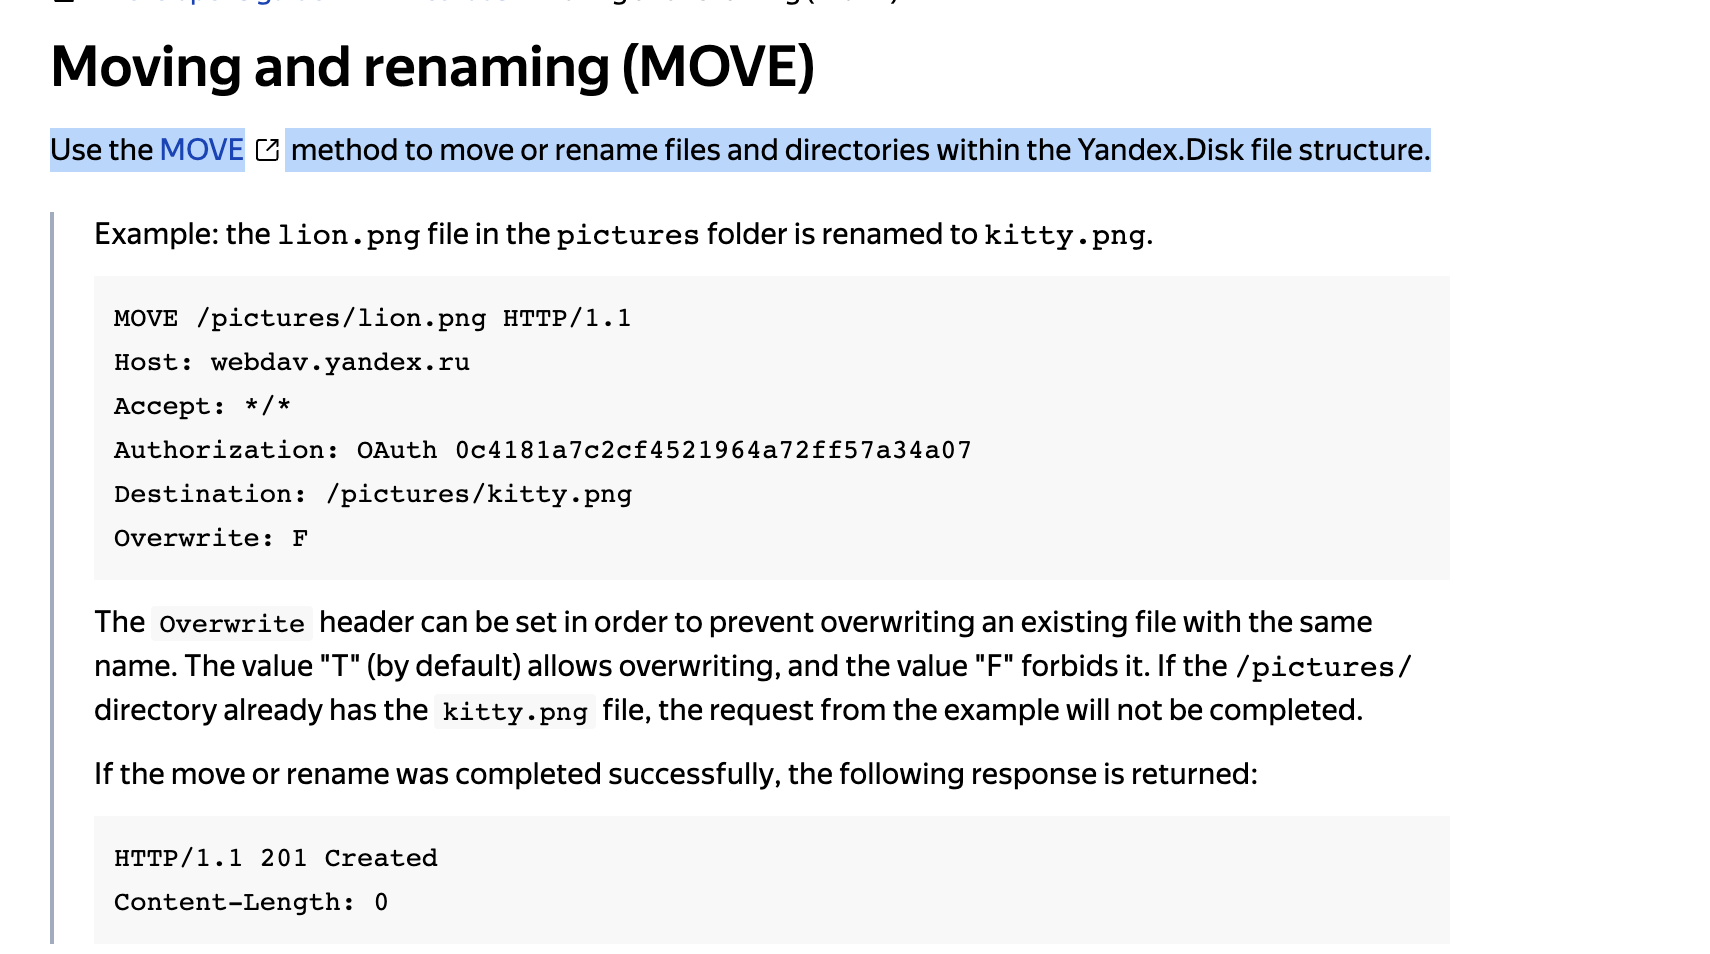 Moving and renaming (MOVE)
Use the MOVE method to move or rename files and directories within the Yandex.Disk file structure.
Example: the lion.png file in the pictures folder is renamed to kitty.png.
MOVE /pictures/lion.png HTTP/1.1
Host: webdav.yandex.ru
Accept: */*
Authorization: OAuth 0c4181a7c2cf4521964a72ff57a34a07
Destination: /pictures/kitty.png
Overwrite: F
The Overwrite header can be set in order to prevent overwriting an existing file with the same
name. The value "T" (by default) allows overwriting, and the value "F" forbids it. If the /pictures/
directory already has the kitty.png file, the request from the example will not be completed.
If the move or rename was completed successfully, the following response is returned:
HTTP/1.1 201 Created
Content-Length: 0